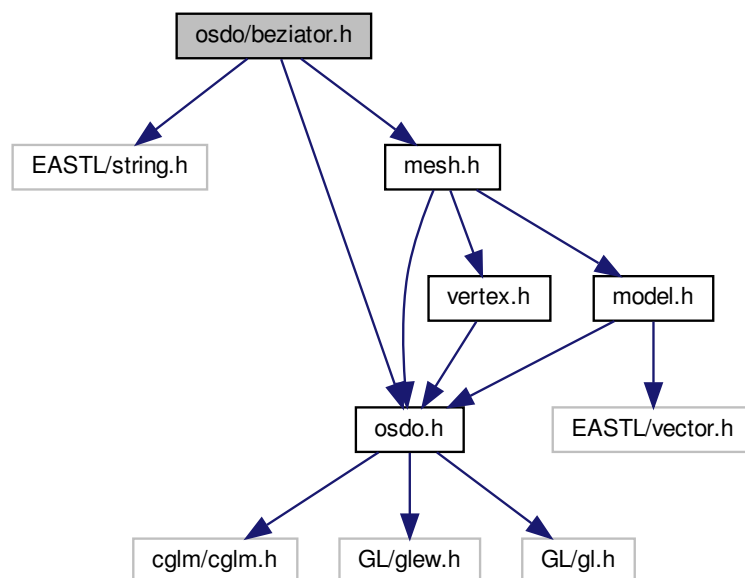 osdo/beziator.h
EASTL/string.h
mesh.h
vertex.h
model.h
osdo.h
EASTL/vector.h
cglm/cglm.h
GL/glew.h
GL/gl.h